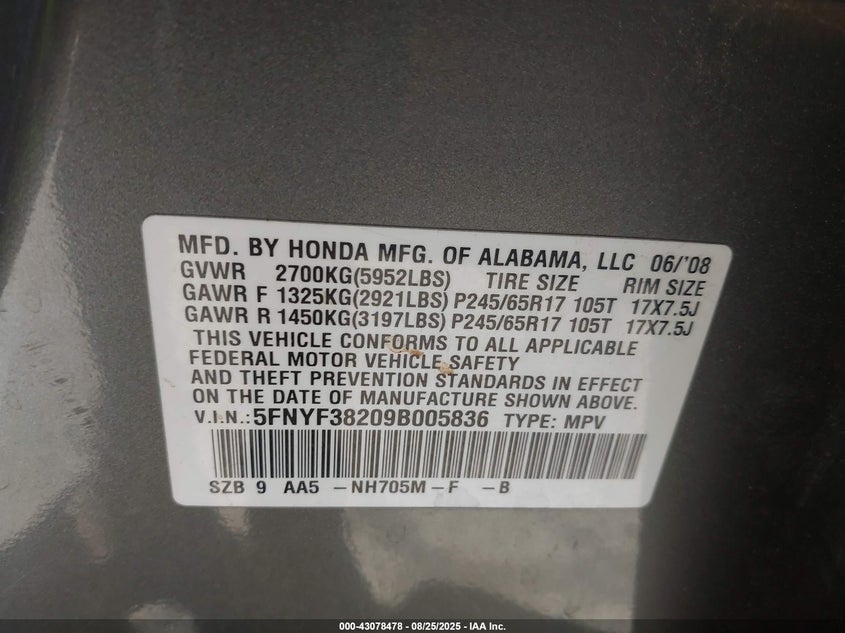 MFD. BY HONDA MFG. OF ALABAMA, LLC 06/'08
GVWR 2700KG(5952LBS) TIRE SIZE RIM SIZE
GAWR F 1325KG(2921LBS) P245/65R17 105T 17X7.5J
GAWR R 1450KG(3197LBS) P245/65R17 105T 17X7.5J
THIS VEHICLE CONFORMS TO ALL APPLICABLE
FEDERAL MOTOR VEHICLE SAFETY
AND THEFT PREVENTION STANDARDS IN EFFECT
ON THE DATE OF MANUFACTURE SHOWN ABOVE.
V.I.N.:5FNYF38209B005836 TYPE: MPV
SZB 9 AA5 -NH705M-F -B
000-43078478 - 08/25/2025 - IAA Inc.